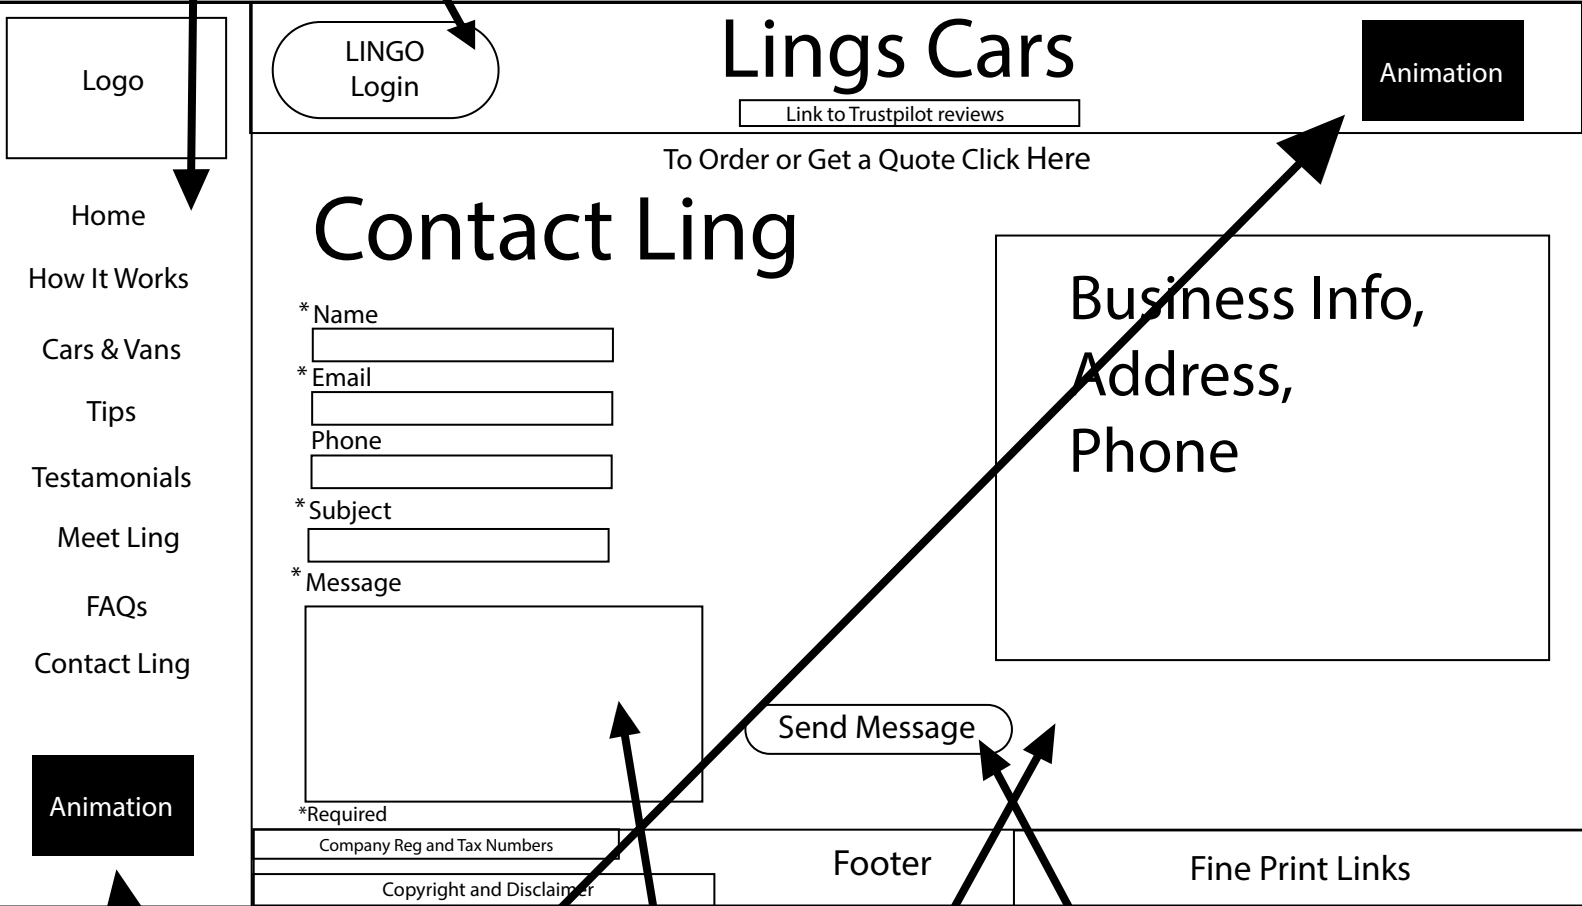 Logo
LINGO
Login
Lings Cars
Link to Trustpilot reviews
Animation
To Order or Get a Quote Click Here
Home
How It Works
Cars & Vans
Tips
Testamonials
Meet Ling
FAQs
Contact Ling
Animation
Contact Ling
*Name
*Email
Phone
*Subject
*Message
*Required
Send Message
Business Info,
Address,
Phone
Company Reg and Tax Numbers
Copyright and Disclaimer
Footer
Fine Print Links